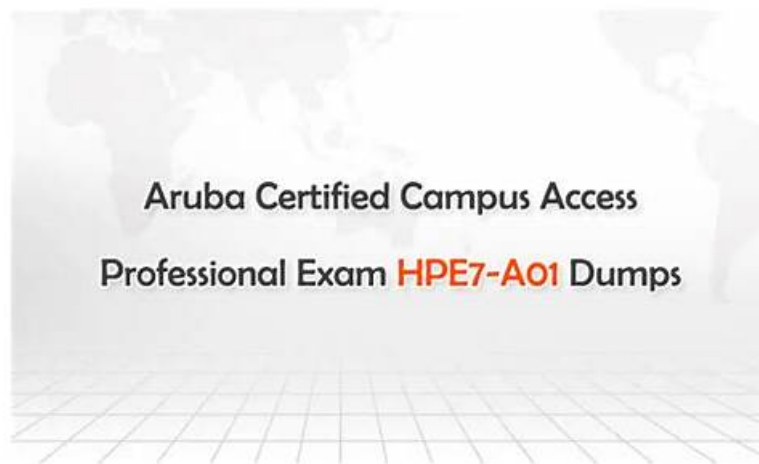 Aruba Certified Campus Access
Professional Exam HPE7-A01 Dumps